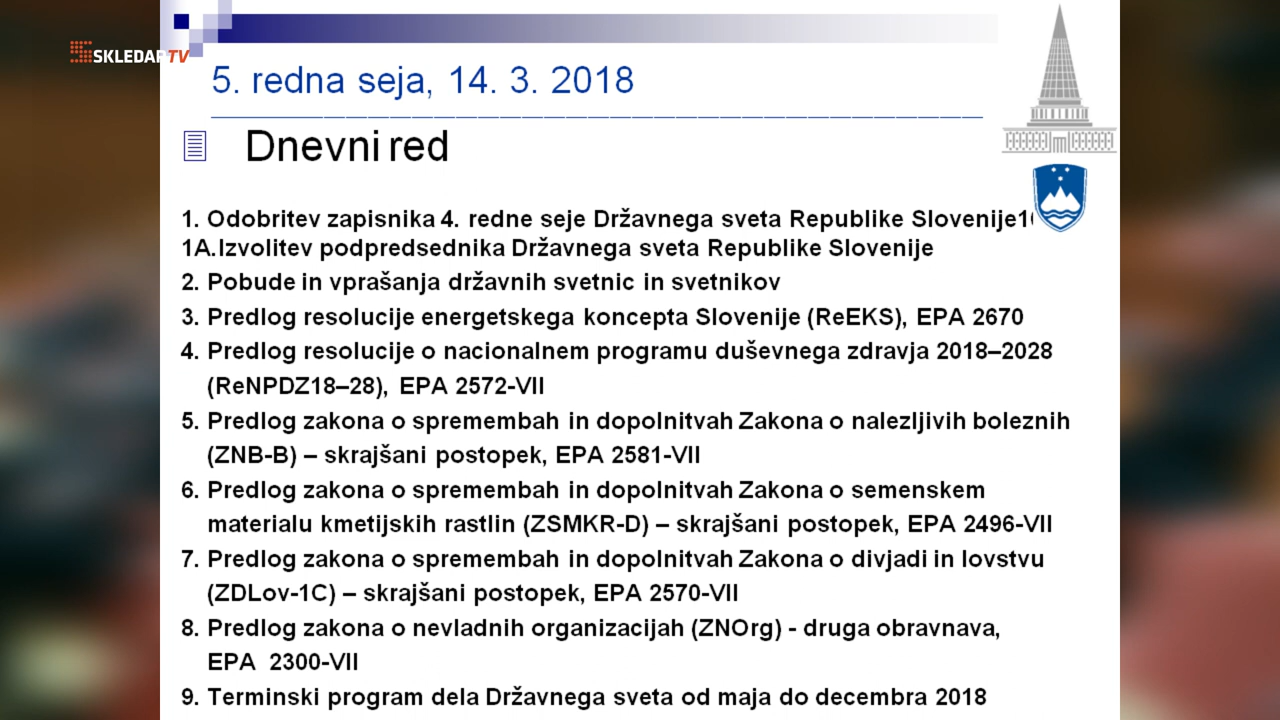 SKLEDARTV
5. redna seja, 14. 3. 2018
Dnevni red
1. Odobritev zapisnika 4. redne seje Državnega sveta Republike Slovenije
1A.Izvolitev podpredsednika Državnega sveta Republike Slovenije
2. Pobude in vprašanja državnih svetnic in svetnikov
3. Predlog resolucije energetskega koncepta Slovenije (ReEKS), EPA 2670
4. Predlog resolucije o nacionalnem programu duševnega zdravja 2018–2028
(ReNPDZ18–28), EPA 2572-VII
5. Predlog zakona o spremembah in dopolnitvah Zakona o nalezljivih boleznih
(ZNB-B) – skrajšani postopek, EPA 2581-VII
6. Predlog zakona o spremembah in dopolnitvah Zakona o semenskem
materialu kmetijskih rastlin (ZSMKR-D) – skrajšani postopek, EPA 2496-VII
7. Predlog zakona o spremembah in dopolnitvah Zakona o divjadi in lovstvu
(ZDLov-1C) – skrajšani postopek, EPA 2570-VII
8. Predlog zakona o nevladnih organizacijah (ZNOrg) - druga obravnava,
EPA 2300-VII
9. Terminski program dela Državnega sveta od maja do decembra 2018